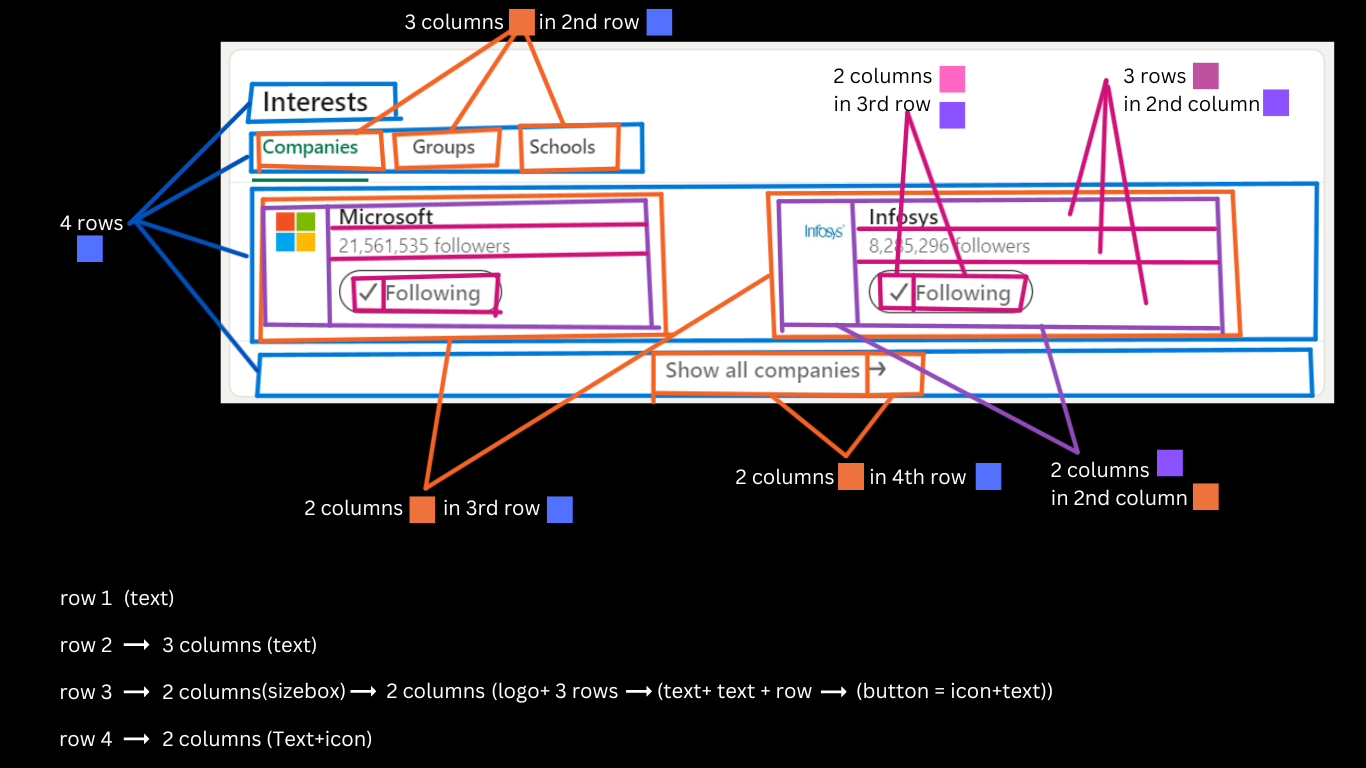 3 columns in 2nd row
Interests
2 columns
in 3rd row
3 rows
in 2nd column
Companies Groups Schools
4 rows
Microsoft
21,561,535 followers
Following
Infosys
Infosys
8,285,296 followers
Following
Show all companies →
2 columns in 3rd row
2 columns in 4th row
2 columns
in 2nd column
row 1 (text)
row 2 → 3 columns (text)
row 3 → 2 columns(sizebox) → 2 columns (logo+ 3 rows → (text+ text + row → (button = icon+text))
row 4 → 2 columns (Text+icon)